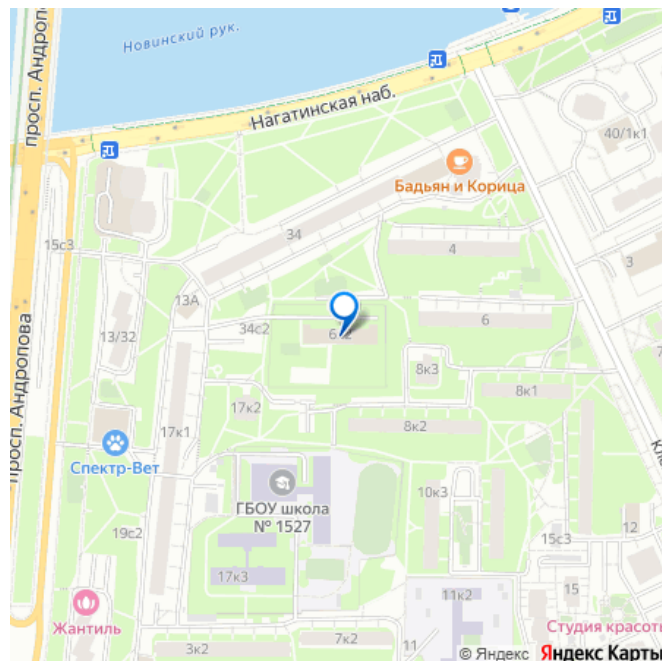 Новинский рук.
просп. Андропова
Нагатинская наб.
40/1к1
Бадьян и Корица
34
4
15с3
3
13А
13/32
34с2
6
8к3
8к1
17к2
8к2
17к1
просп. Андропова
Спектр-Вет
ГБОУ школа
№ 1527
10к3
19с2
12
15с3
17к3
15
11к2
Жантиль
Студия красоты
3к2
7к2
11
© Яндекс Яндекс Карты